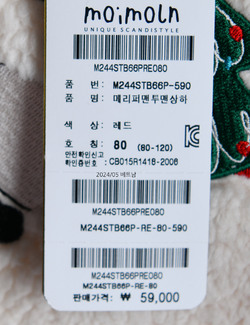 moimoln
UNIQUE SCANDISTYLE
M244STB66PRE080
품 번: M244STB66P-590
품 명: 메리퍼맨투맨상하
색 상: 레드
호 칭: 80 (80-120)
안전확인신고
확인증번호: CB015R1418-2006
2024/05 베트남
M244STB66PRE080
M244STB66P-RE-80-590
M244STB66PRE080
M244STB66P-RE-80
판매가격: ₩ 59,000